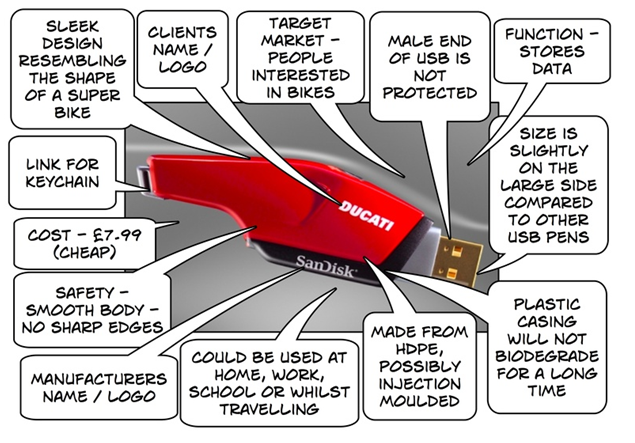 SLEEK
DESIGN
RESEMBLING
THE SHAPE
OF A SUPER
BIKE
CLIENTS
NAME /
LOGO
TARGET
MARKET –
PEOPLE
INTERESTED
IN BIKES
MALE END
OF USB IS
NOT
PROTECTED
FUNCTION –
STORES
DATA
LINK FOR
KEYCHAIN
SIZE IS
SLIGHTLY
ON THE
LARGE SIDE
COMPARED
TO OTHER
USB PENS
DUCATI
SanDisk
COST – £7.99
(CHEAP)
SAFETY –
SMOOTH BODY –
NO SHARP EDGES
MANUFACTURERS
NAME / LOGO
COULD BE USED AT
HOME, WORK,
SCHOOL OR WHILST
TRAVELLING
MADE FROM
HDPE,
POSSIBLY
INJECTION
MOULDED
PLASTIC
CASING
WILL NOT
BIODEGRADE
FOR A LONG
TIME